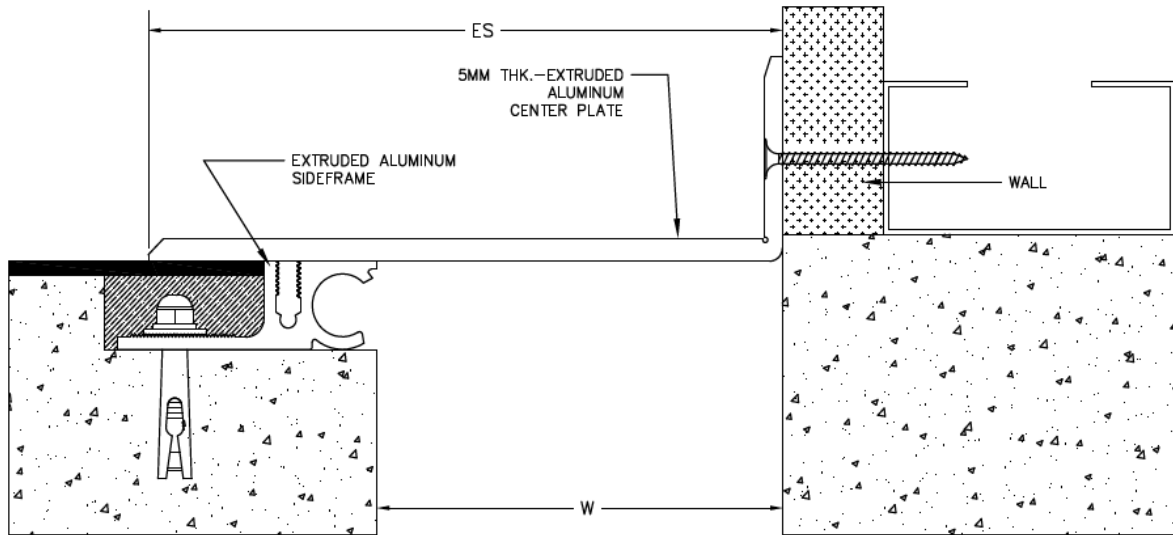 ES
5MM THK.-EXTRUDED
ALUMINUM
CENTER PLATE
EXTRUDED ALUMINUM
SIDEFRAME
WALL
W